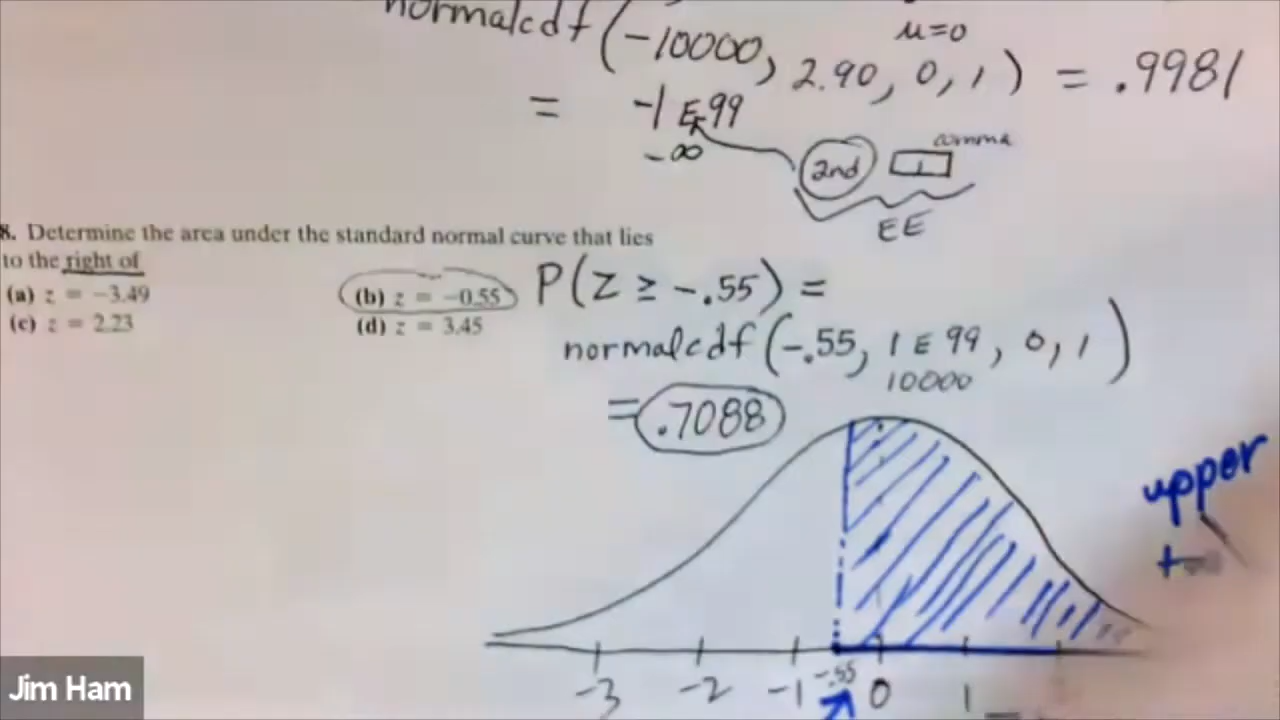 normalcdf(-10000, 2.90, 0, 1) = .9981
μ=0
= -1E99
-∞
2nd , comma
EE
8. Determine the area under the standard normal curve that lies
to the right of
(a) z = -3.49 (b) z = -0.55
(c) z = 2.23 (d) z = 3.45
P(Z ≥ -.55) =
normalcdf(-.55, 1E99, 0, 1)
10000
= .7088
upper
-3 -2 -1 -.55 0 1
Jim Ham